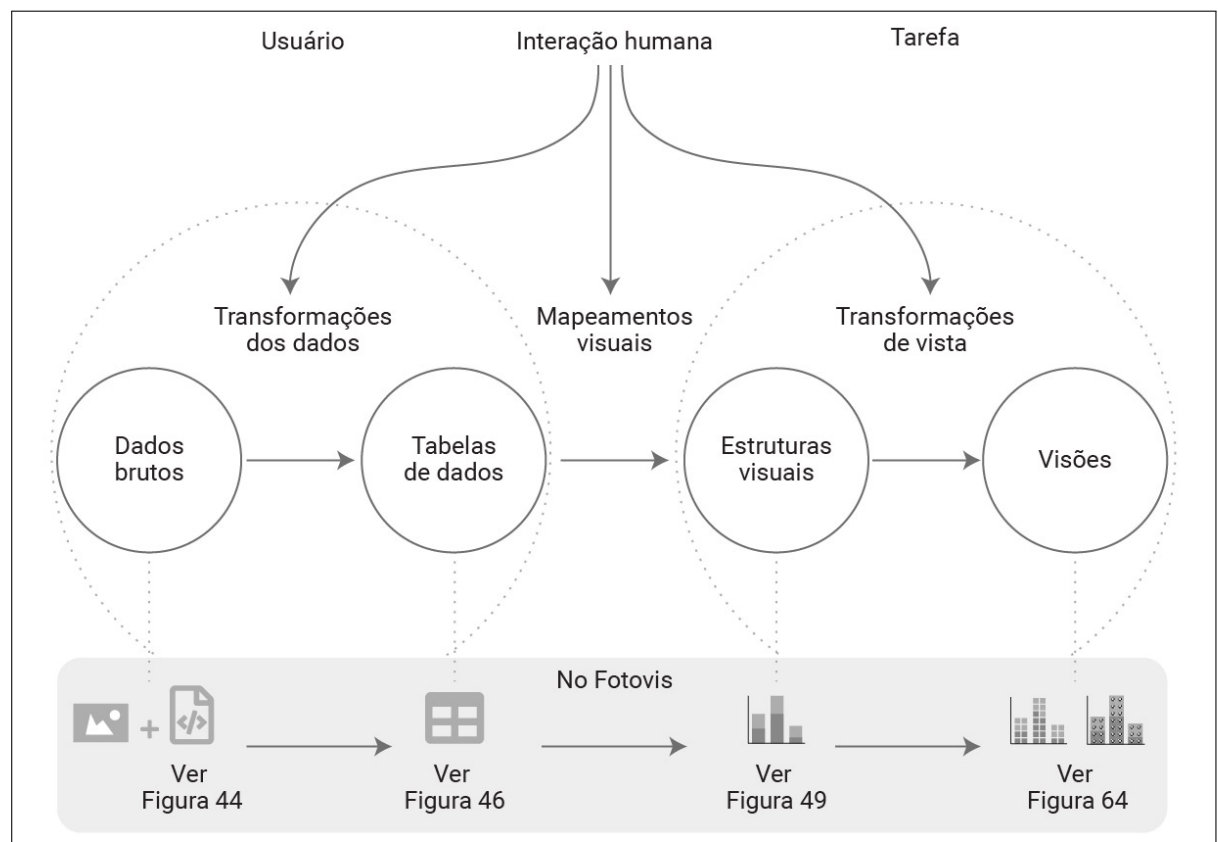 Usuário
Interação humana
Tarefa
Transformações
dos dados
Mapeamentos
visuais
Transformações
de vista
Dados
brutos
Tabelas
de dados
Estruturas
visuais
Visões
No Fotovis
+
</>
Ver
Figura 44
Ver
Figura 46
Ver
Figura 49
Ver
Figura 64